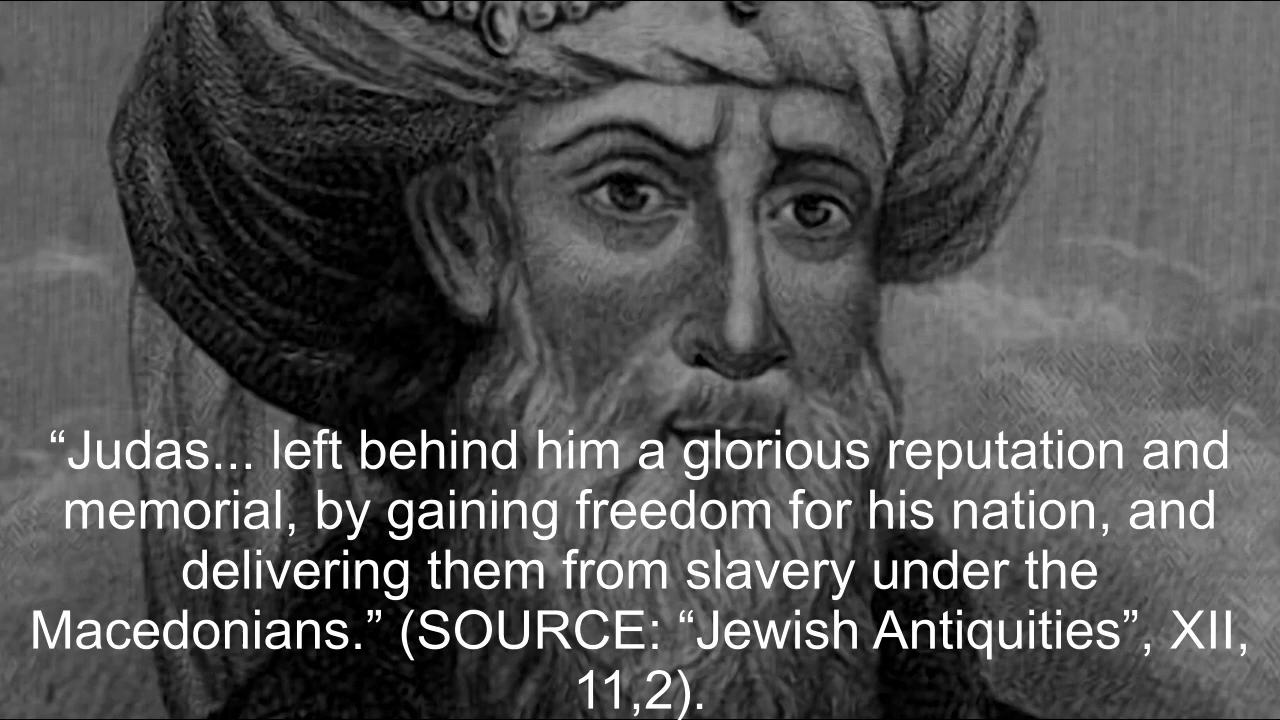 “Judas... left behind him a glorious reputation and
memorial, by gaining freedom for his nation, and
delivering them from slavery under the
Macedonians.” (SOURCE: “Jewish Antiquities”, XII,
11,2).